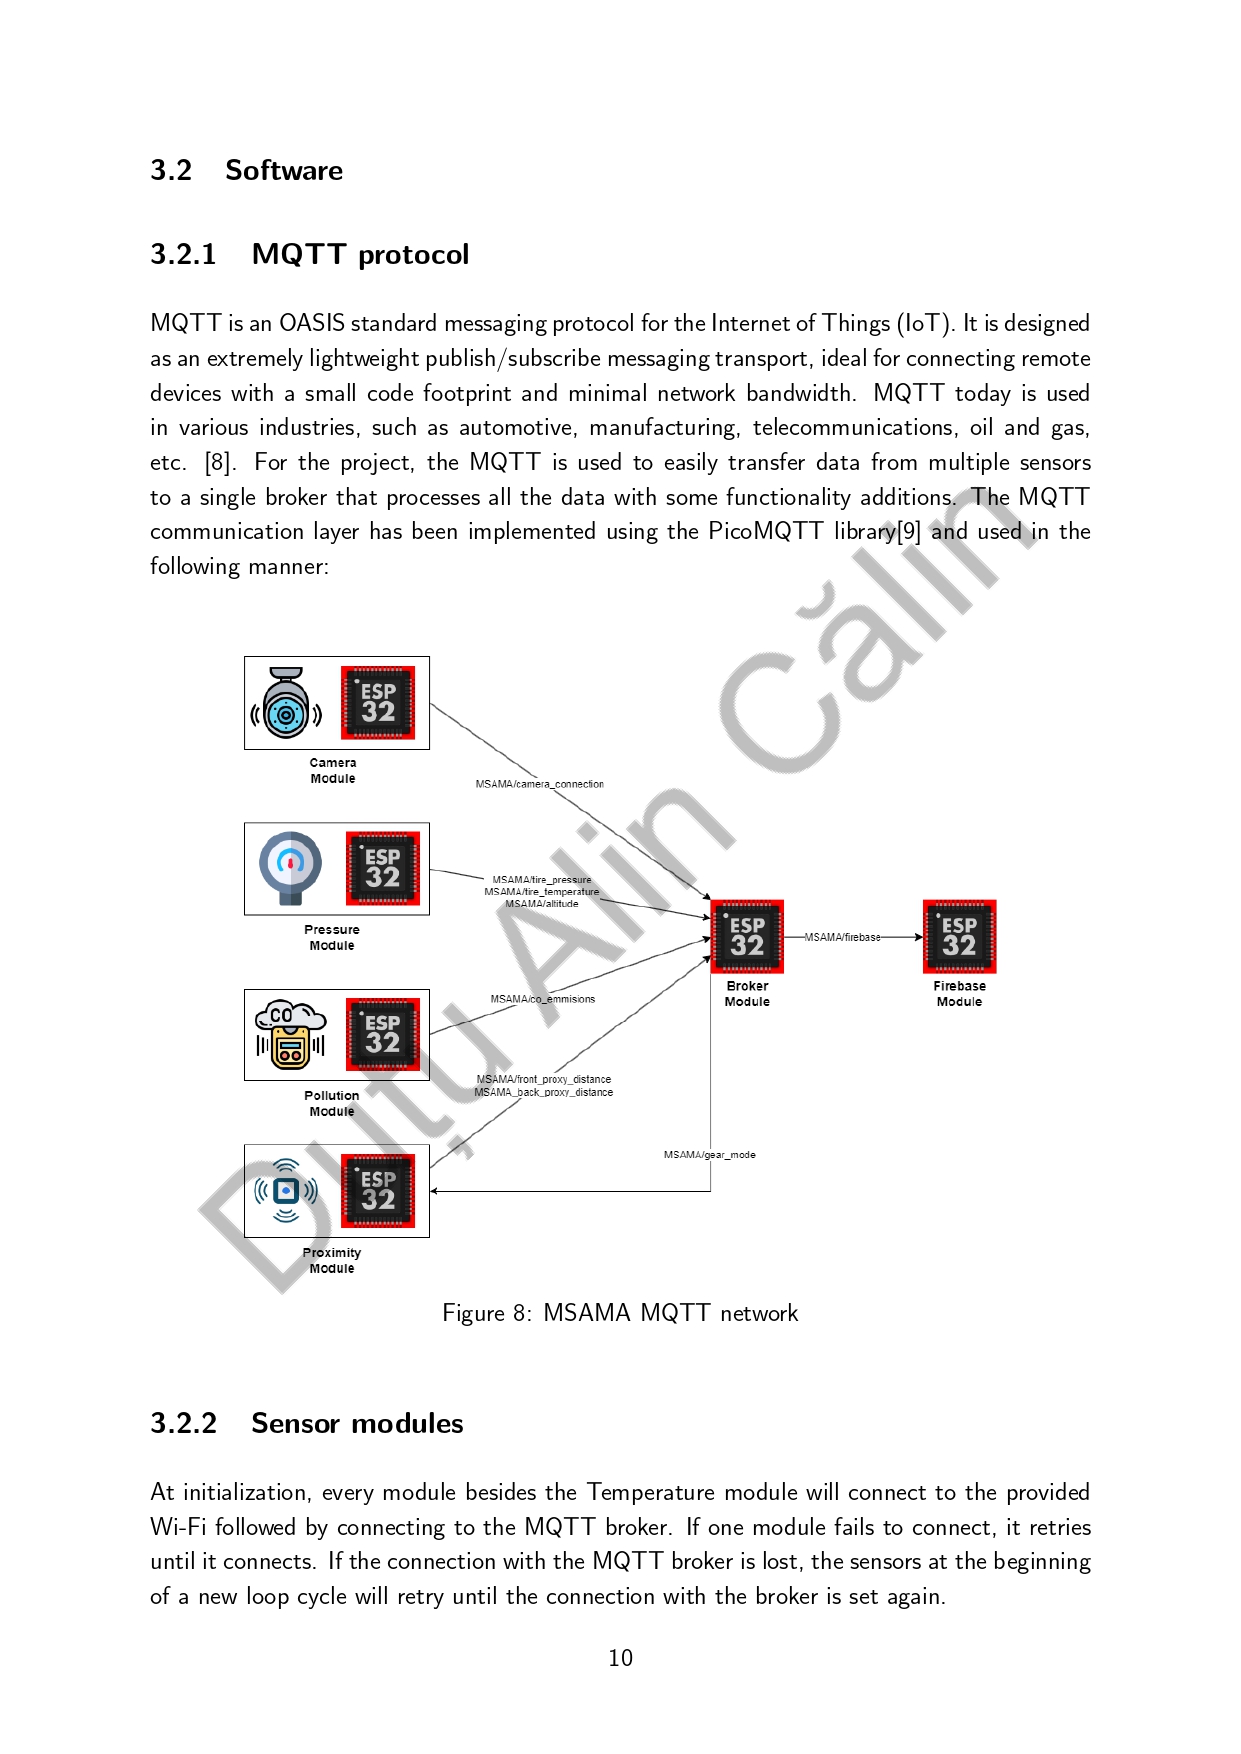 3.2 Software
3.2.1 MQTT protocol
MQTT is an OASIS standard messaging protocol for the Internet of Things (IoT). It is designed
as an extremely lightweight publish/subscribe messaging transport, ideal for connecting remote
devices with a small code footprint and minimal network bandwidth. MQTT today is used
in various industries, such as automotive, manufacturing, telecommunications, oil and gas,
etc. [8]. For the project, the MQTT is used to easily transfer data from multiple sensors
to a single broker that processes all the data with some functionality additions. The MQTT
communication layer has been implemented using the PicoMQTT library[9] and used in the
following manner:
ESP
32
Camera
Module
MSAMA/camera_connection
ESP
32
Pressure
Module
MSAMA/tire_pressure
MSAMA/tire_temperature
MSAMA/altitude
ESP
32
Broker
Module
MSAMA/firebase
ESP
32
Firebase
Module
CO
ESP
32
Pollution
Module
MSAMA/co_emmisions
MSAMA/front_proxy_distance
MSAMA_back_proxy_distance
MSAMA/gear_mode
ESP
32
Proximity
Module
Duțu Alin Călin
Figure 8: MSAMA MQTT network
3.2.2 Sensor modules
At initialization, every module besides the Temperature module will connect to the provided
Wi-Fi followed by connecting to the MQTT broker. If one module fails to connect, it retries
until it connects. If the connection with the MQTT broker is lost, the sensors at the beginning
of a new loop cycle will retry until the connection with the broker is set again.
10